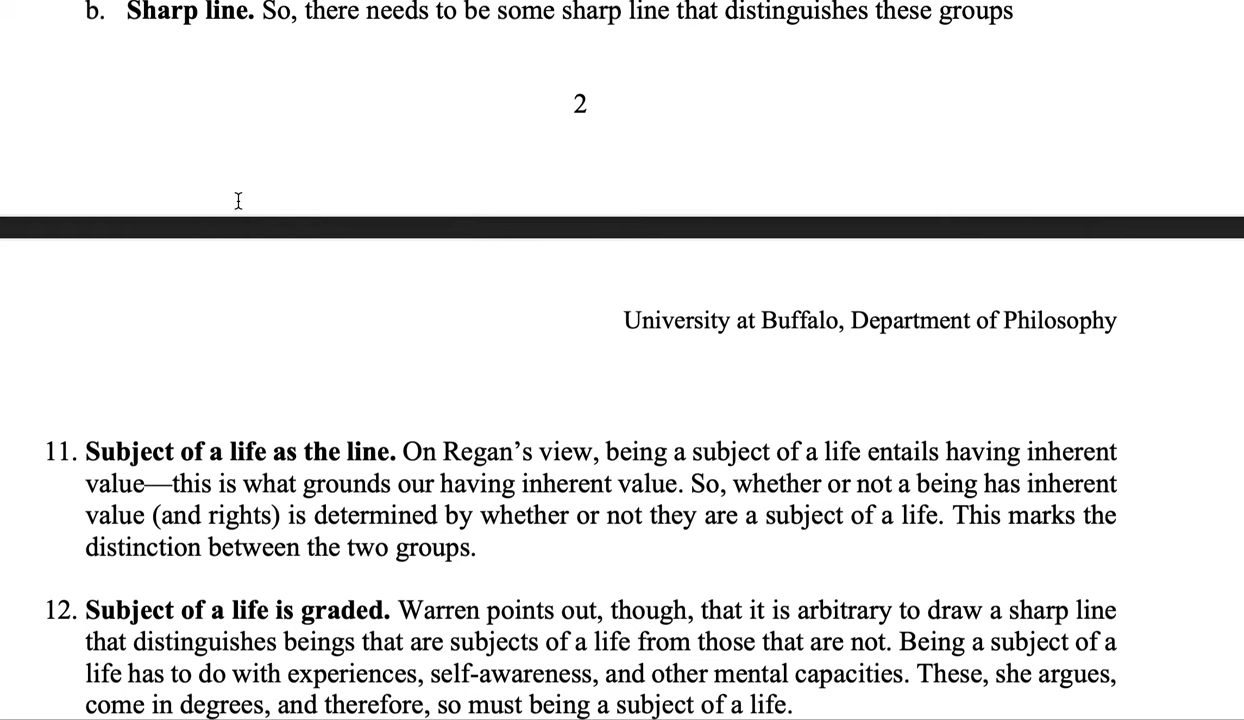 b. Sharp line. So, there needs to be some sharp line that distinguishes these groups
2
University at Buffalo, Department of Philosophy
11. Subject of a life as the line. On Regan’s view, being a subject of a life entails having inherent
value—this is what grounds our having inherent value. So, whether or not a being has inherent
value (and rights) is determined by whether or not they are a subject of a life. This marks the
distinction between the two groups.
12. Subject of a life is graded. Warren points out, though, that it is arbitrary to draw a sharp line
that distinguishes beings that are subjects of a life from those that are not. Being a subject of a
life has to do with experiences, self-awareness, and other mental capacities. These, she argues,
come in degrees, and therefore, so must being a subject of a life.